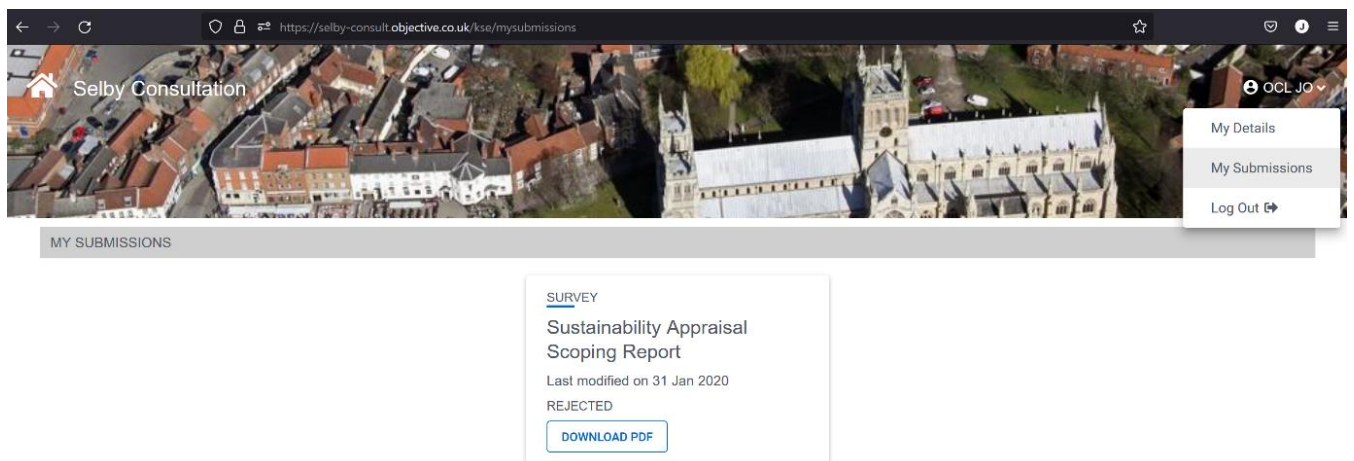 https://selby-consult.objective.co.uk/kse/mysubmissions
J
Selby Consultation
OCL JO
My Details
My Submissions
Log Out
MY SUBMISSIONS
SURVEY
Sustainability Appraisal
Scoping Report
Last modified on 31 Jan 2020
REJECTED
DOWNLOAD PDF